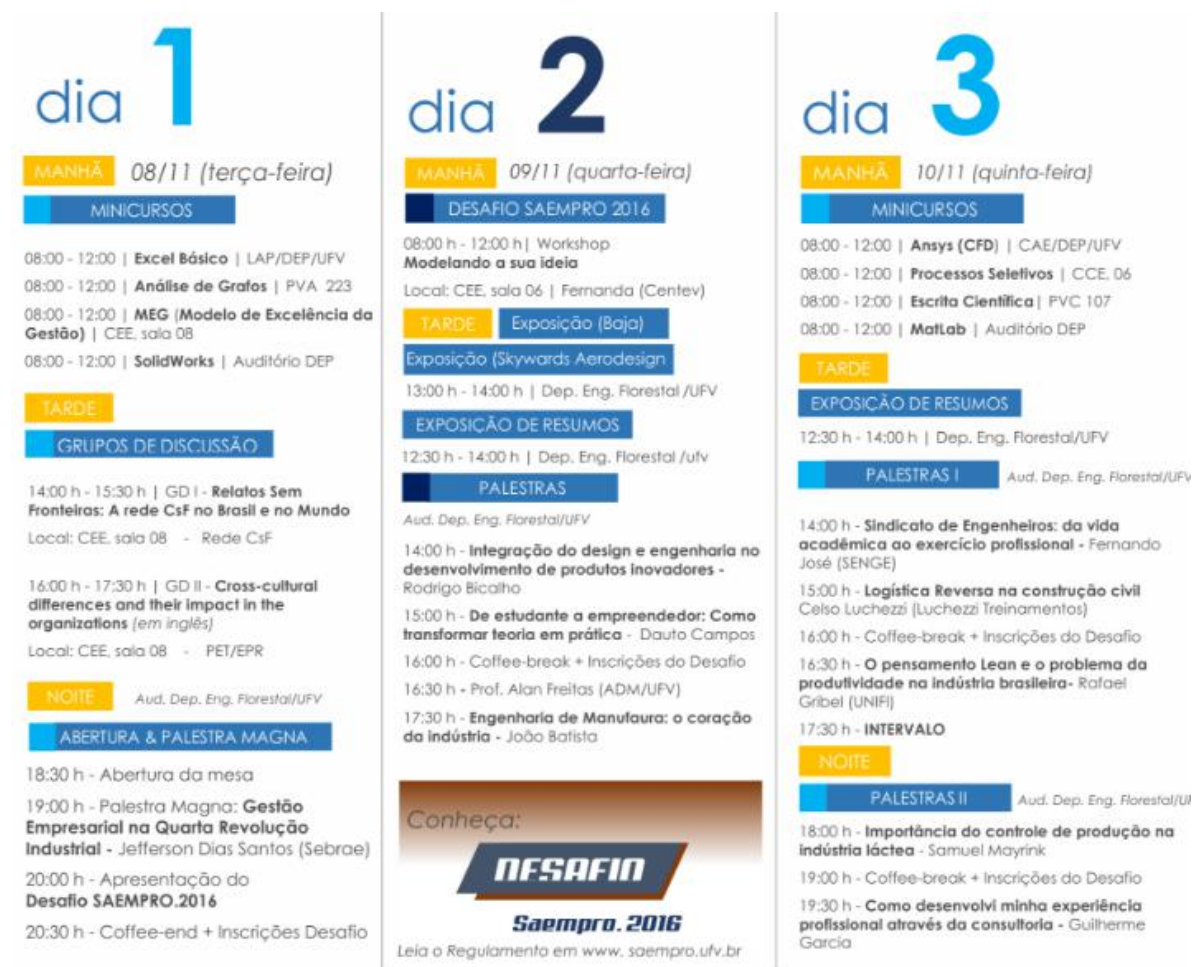 dia 1
MANHÃ 08/11 (terça-feira)
MINICURSOS
08:00 - 12:00 | Excel Básico | LAP/DEP/UFV
08:00 - 12:00 | Análise de Grafos | PVA 223
08:00 - 12:00 | MEG (Modelo de Excelência da
Gestão) | CEE, sala 08
08:00 - 12:00 | SolidWorks | Auditório DEP
TARDE
GRUPOS DE DISCUSSÃO
14:00 h - 15:30 h | GD I - Relatos Sem
Fronteiras: A rede CsF no Brasil e no Mundo
Local: CEE, sala 08 - Rede CsF
16:00 h - 17:30 h | GD II - Cross-cultural
differences and their impact in the
organizations (em inglês)
Local: CEE, sala 08 - PET/EPR
NOITE Aud. Dep. Eng. Florestal/UFV
ABERTURA & PALESTRA MAGNA
18:30 h - Abertura da mesa
19:00 h - Palestra Magna: Gestão
Empresarial na Quarta Revolução
Industrial - Jefferson Dias Santos (Sebrae)
20:00 h - Apresentação do
Desafio SAEMPRO.2016
20:30 h - Coffee-end + Inscrições Desafio
dia 2
MANHÃ 09/11 (quarta-feira)
DESAFIO SAEMPRO 2016
08:00 h - 12:00 h| Workshop
Modelando a sua ideia
Local: CEE, sala 06 | Fernanda (Centev)
TARDE Exposição (Baja)
Exposição (Skywards Aerodesign
13:00 h - 14:00 h | Dep. Eng. Florestal /UFV
EXPOSIÇÃO DE RESUMOS
12:30 h - 14:00 h | Dep. Eng. Florestal /ufv
PALESTRAS
Aud. Dep. Eng. Florestal/UFV
14:00 h - Integração do design e engenharia no
desenvolvimento de produtos inovadores -
Rodrigo Bicalho
15:00 h - De estudante a empreendedor: Como
transformar teoria em prática - Dauto Campos
16:00 h - Coffee-break + Inscrições do Desafio
16:30 h - Prof. Alan Freitas (ADM/UFV)
17:30 h - Engenharia de Manufaura: o coração
da indústria - João Batista
Conheça:
DESAFIO
Saempro. 2016
Leia o Regulamento em www. saempro.ufv.br
dia 3
MANHÃ 10/11 (quinta-feira)
MINICURSOS
08:00 - 12:00 | Ansys (CFD) | CAE/DEP/UFV
08:00 - 12:00 | Processos Seletivos | CCE, 06
08:00 - 12:00 | Escrita Científica | PVC 107
08:00 - 12:00 | MatLab | Auditório DEP
TARDE
EXPOSIÇÃO DE RESUMOS
12:30 h - 14:00 h | Dep. Eng. Florestal/UFV
PALESTRAS I Aud. Dep. Eng. Florestal/UFV
14:00 h - Sindicato de Engenheiros: da vida
acadêmica ao exercício profissional - Fernando
José (SENGE)
15:00 h - Logística Reversa na construção civil
Celso Luchezzi (Luchezzi Treinamentos)
16:00 h - Coffee-break + Inscrições do Desafio
16:30 h - O pensamento Lean e o problema da
produtividade na indústria brasileira- Rafael
Gribel (UNIFI)
17:30 h - INTERVALO
NOITE
PALESTRAS II Aud. Dep. Eng. Florestal/UF
18:00 h - Importância do controle de produção na
indústria láctea - Samuel Mayrink
19:00 h - Coffee-break + Inscrições do Desafio
19:30 h - Como desenvolvi minha experiência
profissional através da consultoria - Guilherme
Garcia